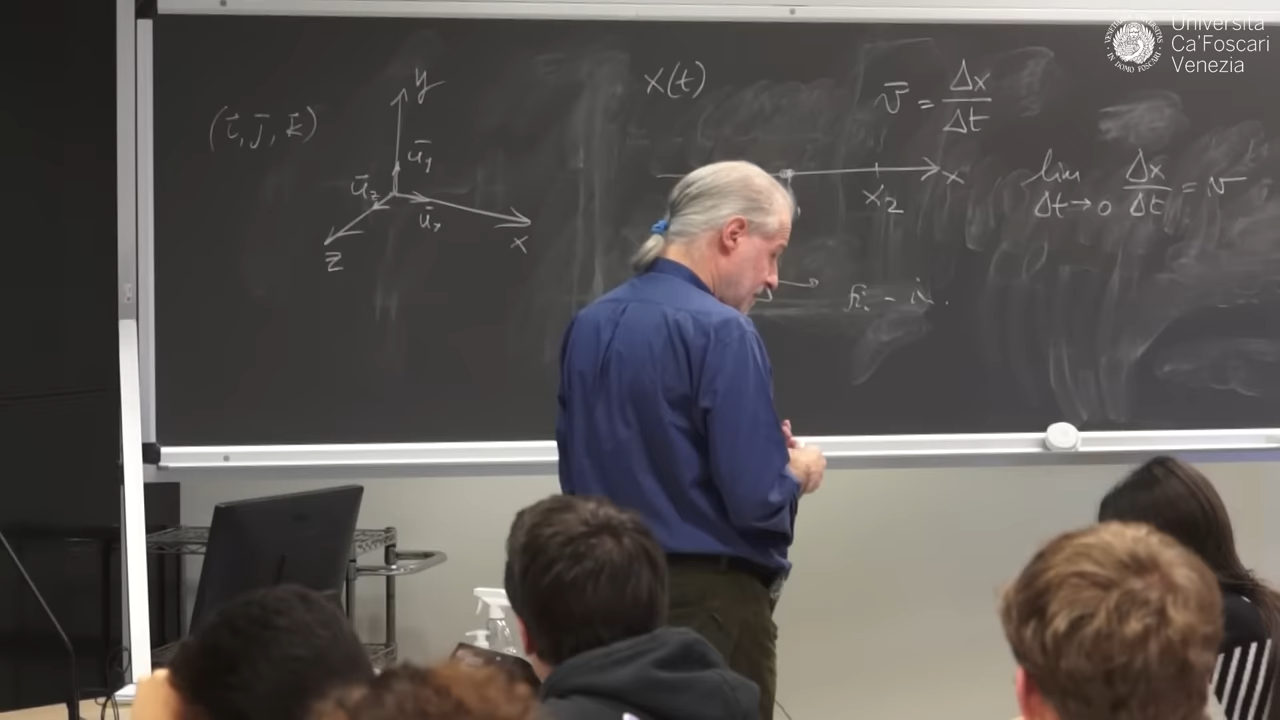 Università
Ca'Foscari
Venezia
y
(i⃗, j⃗, k⃗)
ū_y
ū_z
ū_x
x
z
x(t)
v̄ = Δx/Δt
x
x₂
lim Δt→0 Δx/Δt = v